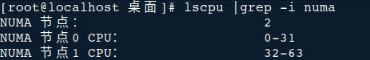 [root@localhost 桌面]# lscpu |grep -i numa
NUMA 节点： 2
NUMA 节点0 CPU： 0-31
NUMA 节点1 CPU： 32-63